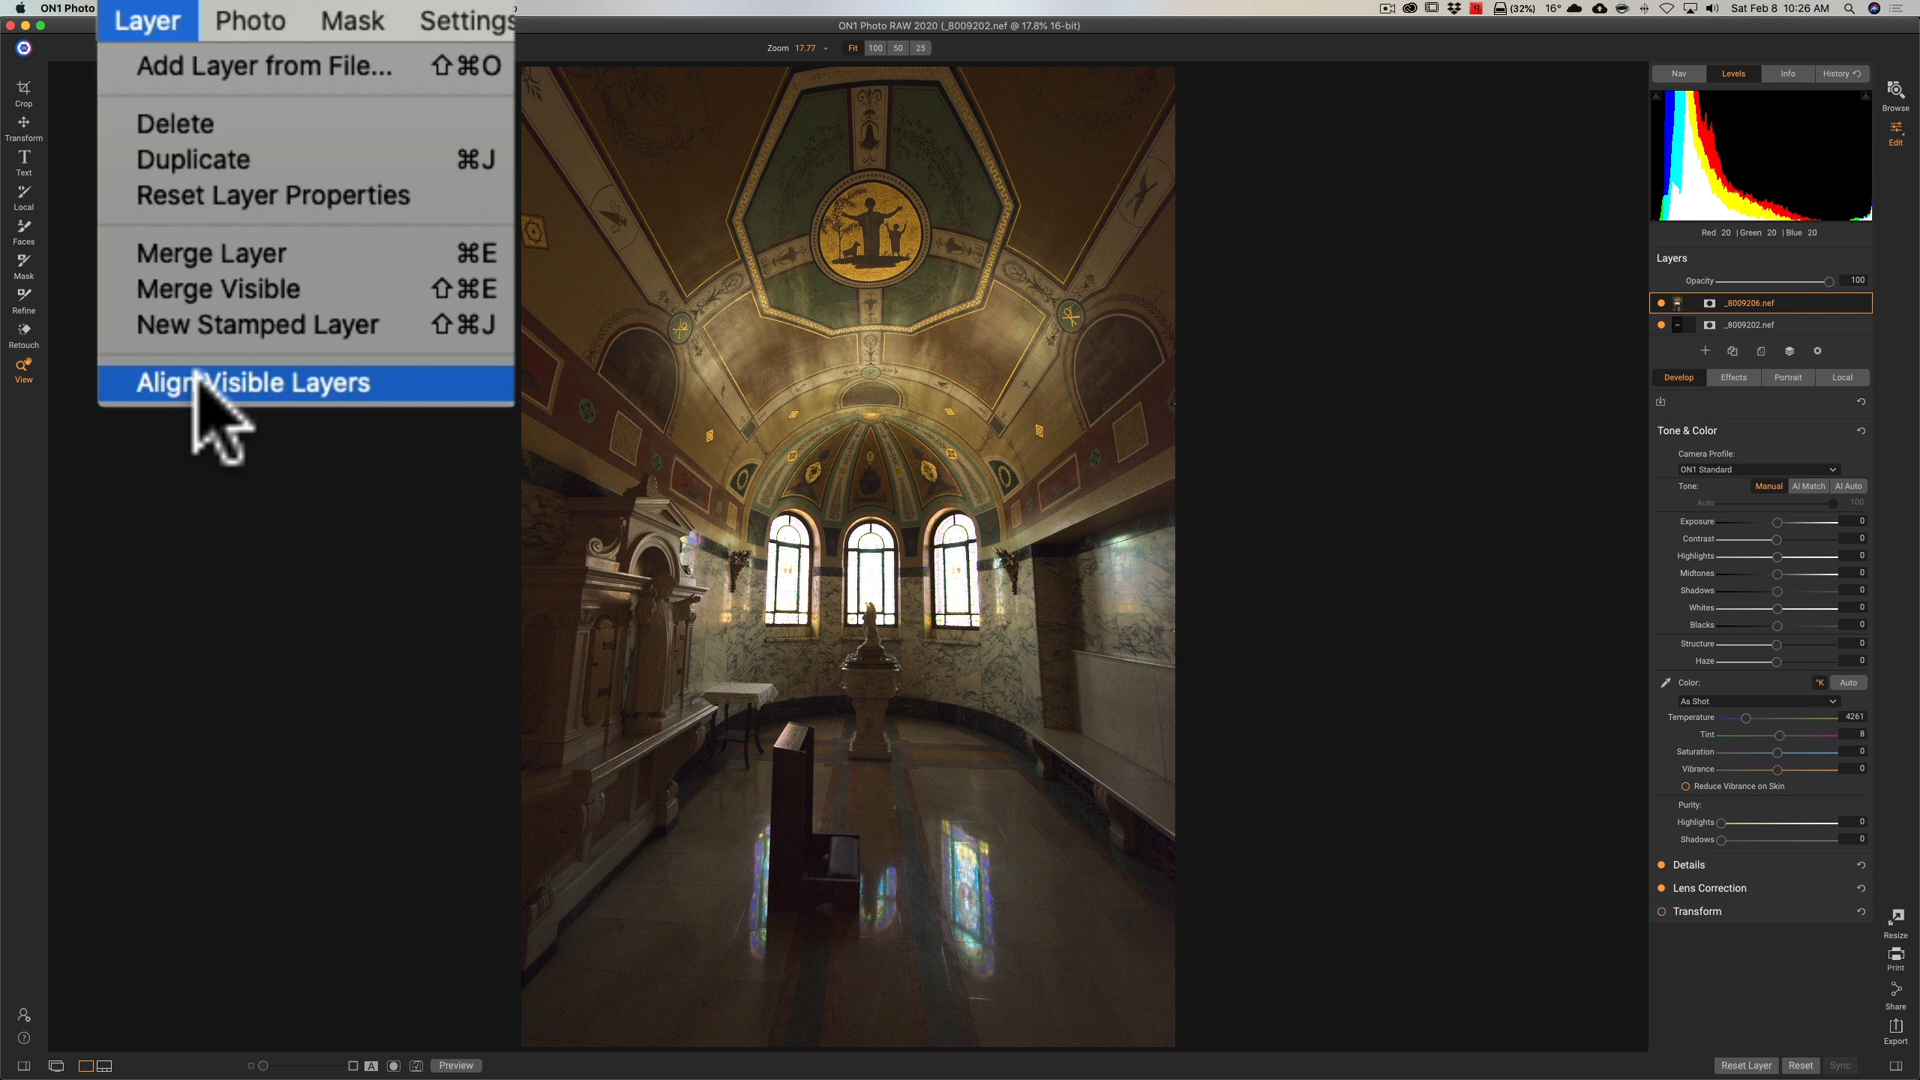 ON1 Photo
Layer Photo Mask Settings
(32%) 16° Sat Feb 8 10:26 AM
ON1 Photo RAW 2020 (_8009202.nef @ 17.8% 16-bit)
Add Layer from File... ⇧⌘O
Delete
Duplicate ⌘J
Reset Layer Properties
Merge Layer ⌘E
Merge Visible ⇧⌘E
New Stamped Layer ⇧⌘J
Align Visible Layers
Zoom 17.77 Fit 100 50 25
Crop
Transform
Text
Local
Faces
Mask
Refine
Retouch
View
Nav Levels Info History
Red 20 | Green 20 | Blue 20
Layers
Opacity 100
_8009206.nef
_8009202.nef
Develop Effects Portrait Local
Tone & Color
Camera Profile:
ON1 Standard
Tone: Manual AI Match AI Auto
Auto 100
Exposure 0
Contrast 0
Highlights 0
Midtones 0
Shadows 0
Whites 0
Blacks 0
Structure 0
Haze 0
Color: °K Auto
As Shot
Temperature 4261
Tint 8
Saturation 0
Vibrance 0
Reduce Vibrance on Skin
Purity:
Highlights 0
Shadows 0
Details
Lens Correction
Transform
Browse
Edit
Resize
Print
Share
Export
A Preview
Reset Layer Reset Sync